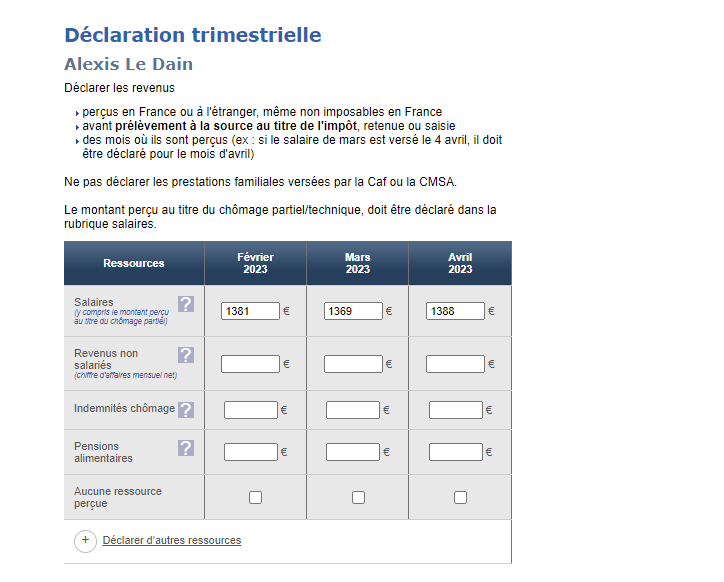 Déclaration trimestrielle
Alexis Le Dain
Déclarer les revenus
perçus en France ou à l'étranger, même non imposables en France
avant prélèvement à la source au titre de l'impôt, retenue ou saisie
des mois où ils sont perçus (ex : si le salaire de mars est versé le 4 avril, il doit
être déclaré pour le mois d'avril)
Ne pas déclarer les prestations familiales versées par la Caf ou la CMSA.
Le montant perçu au titre du chômage partiel/technique, doit être déclaré dans la
rubrique salaires.
Ressources
Février
2023
Mars
2023
Avril
2023
Salaires ?
(y compris le montant perçu
au titre du chômage partiel)
1381 €
1369 €
1388 €
Revenus non
salariés ?
(chiffre d'affaires mensuel net)
€
€
€
Indemnités chômage ?
€
€
€
Pensions
alimentaires ?
€
€
€
Aucune ressource
perçue
+ Déclarer d'autres ressources